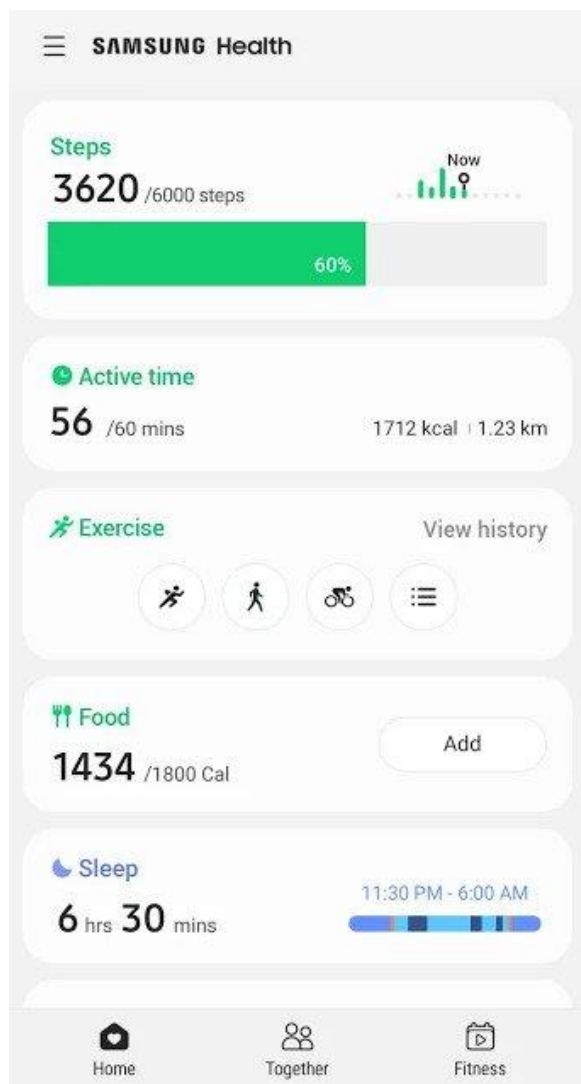 SAMSUNG Health
Steps
3620 /6000 steps
Now
60%
Active time
56 /60 mins
1712 kcal | 1.23 km
Exercise
View history
Food
1434 /1800 Cal
Add
Sleep
6 hrs 30 mins
11:30 PM - 6:00 AM
Home
Together
Fitness